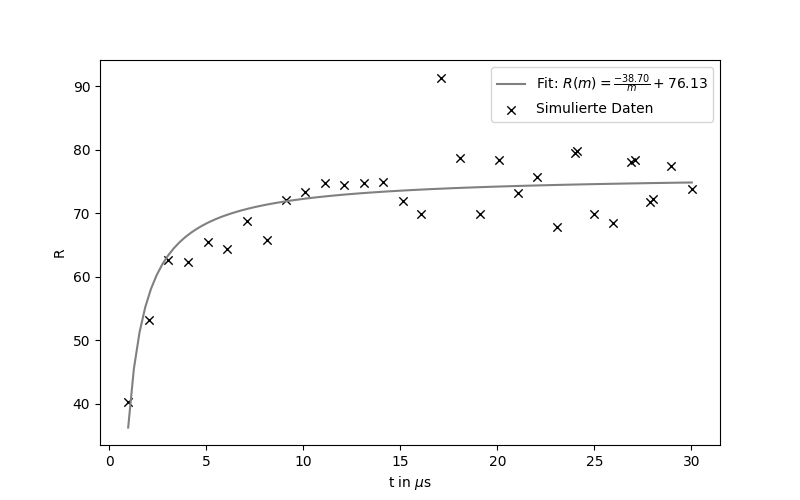 90
80
70
60
50
40
R
0 5 10 15 20 25 30
t in μs
Fit: R(m) = \frac{-38.70}{m} + 76.13
Simulierte Daten